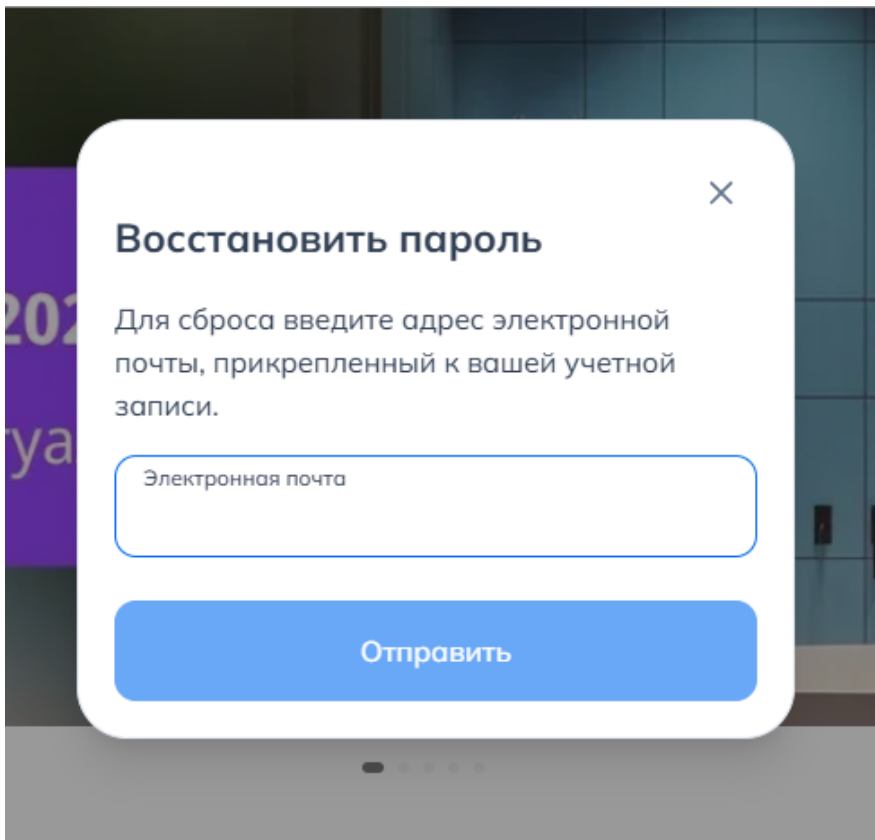 Восстановить пароль
Для сброса введите адрес электронной
почты, прикрепленный к вашей учетной
записи.
Электронная почта
Отправить